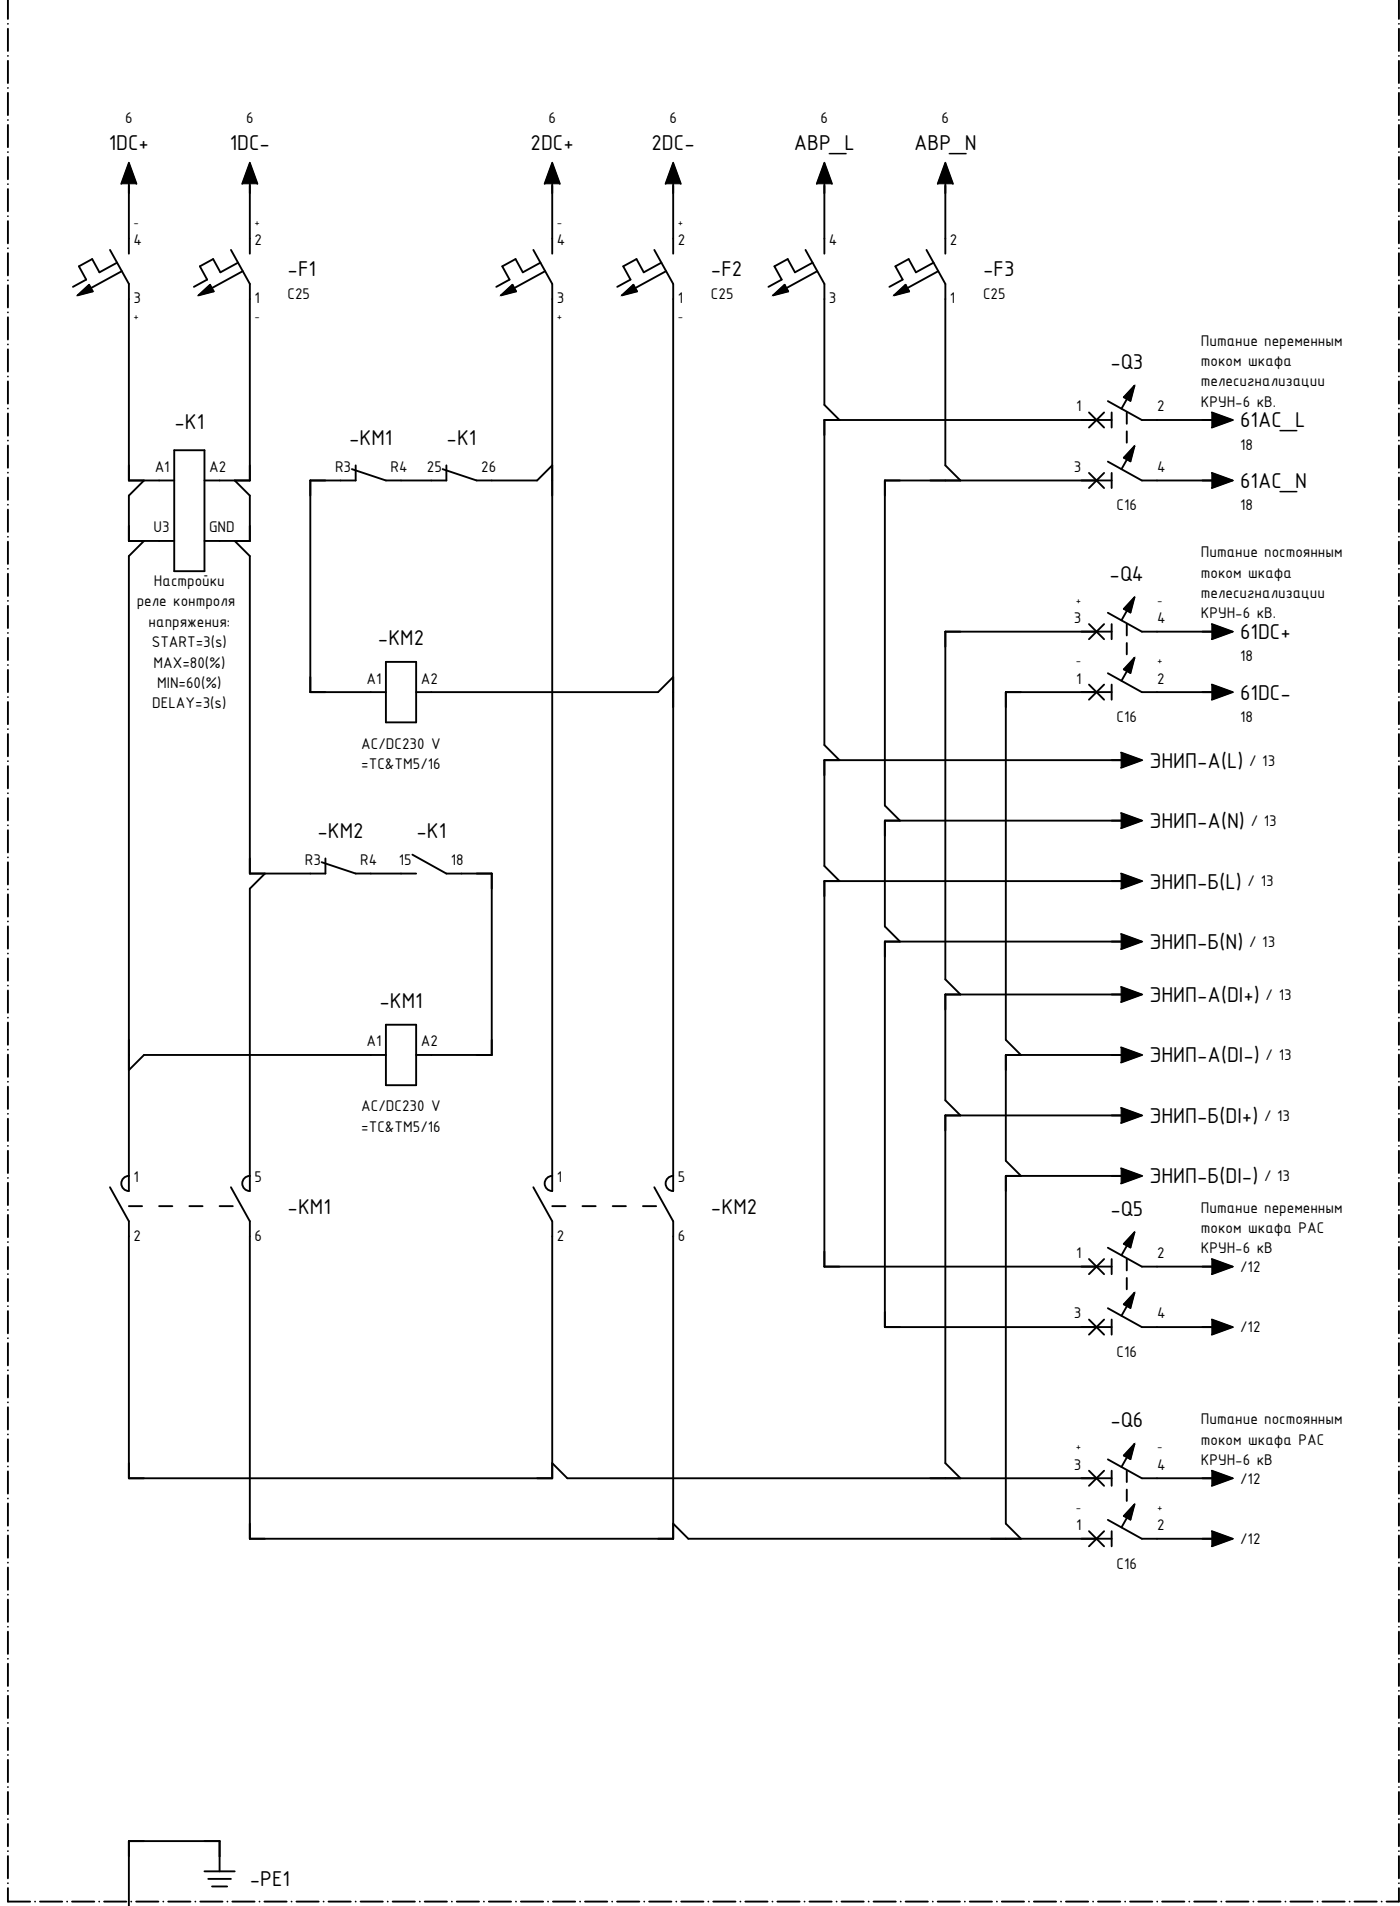 6
1DC+
6
1DC-
6
2DC+
6
2DC-
6
АВР_L
6
АВР_N
-
4
+
2
-F1
C25
3
+
1
-
-
4
+
2
-F2
C25
3
+
1
-
4
2
-F3
C25
3
1
-Q3
Питание переменным
током шкафа
телесигнализации
КРУН-6 кВ.
1
2
61AC_L
18
3
4
61AC_N
18
C16
-K1
A1
A2
U3
GND
Настройки
реле контроля
напряжения:
START=3(s)
MAX=80(%)
MIN=60(%)
DELAY=3(s)
-KM1
-K1
R3
R4
25
26
-KM2
A1
A2
AC/DC230 V
=TC&TM5/16
-Q4
Питание постоянным
током шкафа
телесигнализации
КРУН-6 кВ.
+
3
-
4
61DC+
18
-
1
+
2
61DC-
18
C16
ЭНИП-А(L) / 13
ЭНИП-А(N) / 13
ЭНИП-Б(L) / 13
ЭНИП-Б(N) / 13
ЭНИП-А(DI+) / 13
ЭНИП-А(DI-) / 13
ЭНИП-Б(DI+) / 13
ЭНИП-Б(DI-) / 13
-KM2
-K1
R3
R4
15
18
-KM1
A1
A2
AC/DC230 V
=TC&TM5/16
1
5
-KM1
2
6
1
5
-KM2
2
6
-Q5
Питание переменным
током шкафа РАС
КРУН-6 кВ
1
2
/12
3
4
/12
C16
-Q6
Питание постоянным
током шкафа РАС
КРУН-6 кВ
+
3
-
4
/12
-
1
+
2
/12
C16
-PE1